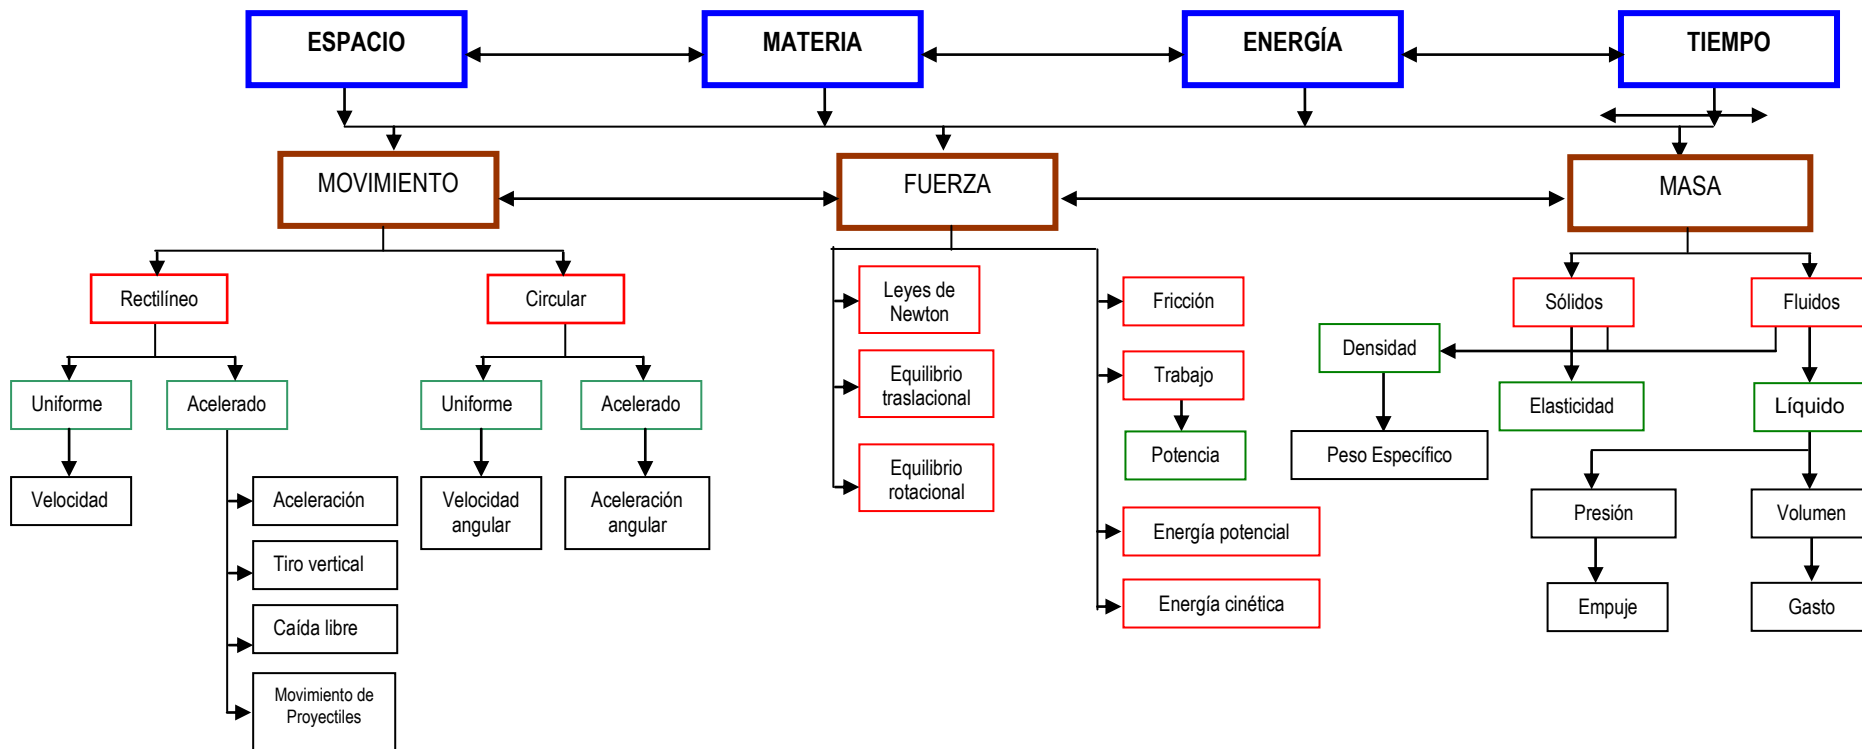 ESPACIO
MATERIA
ENERGÍA
TIEMPO
MOVIMIENTO
FUERZA
MASA
Rectilíneo
Circular
Leyes de
Newton
Fricción
Sólidos
Fluidos
Densidad
Uniforme
Acelerado
Uniforme
Acelerado
Equilibrio
traslacional
Trabajo
Elasticidad
Líquido
Potencia
Peso Específico
Velocidad
Aceleración
Velocidad
angular
Aceleración
angular
Equilibrio
rotacional
Presión
Volumen
Energía potencial
Tiro vertical
Energía cinética
Empuje
Gasto
Caída libre
Movimiento de
Proyectiles